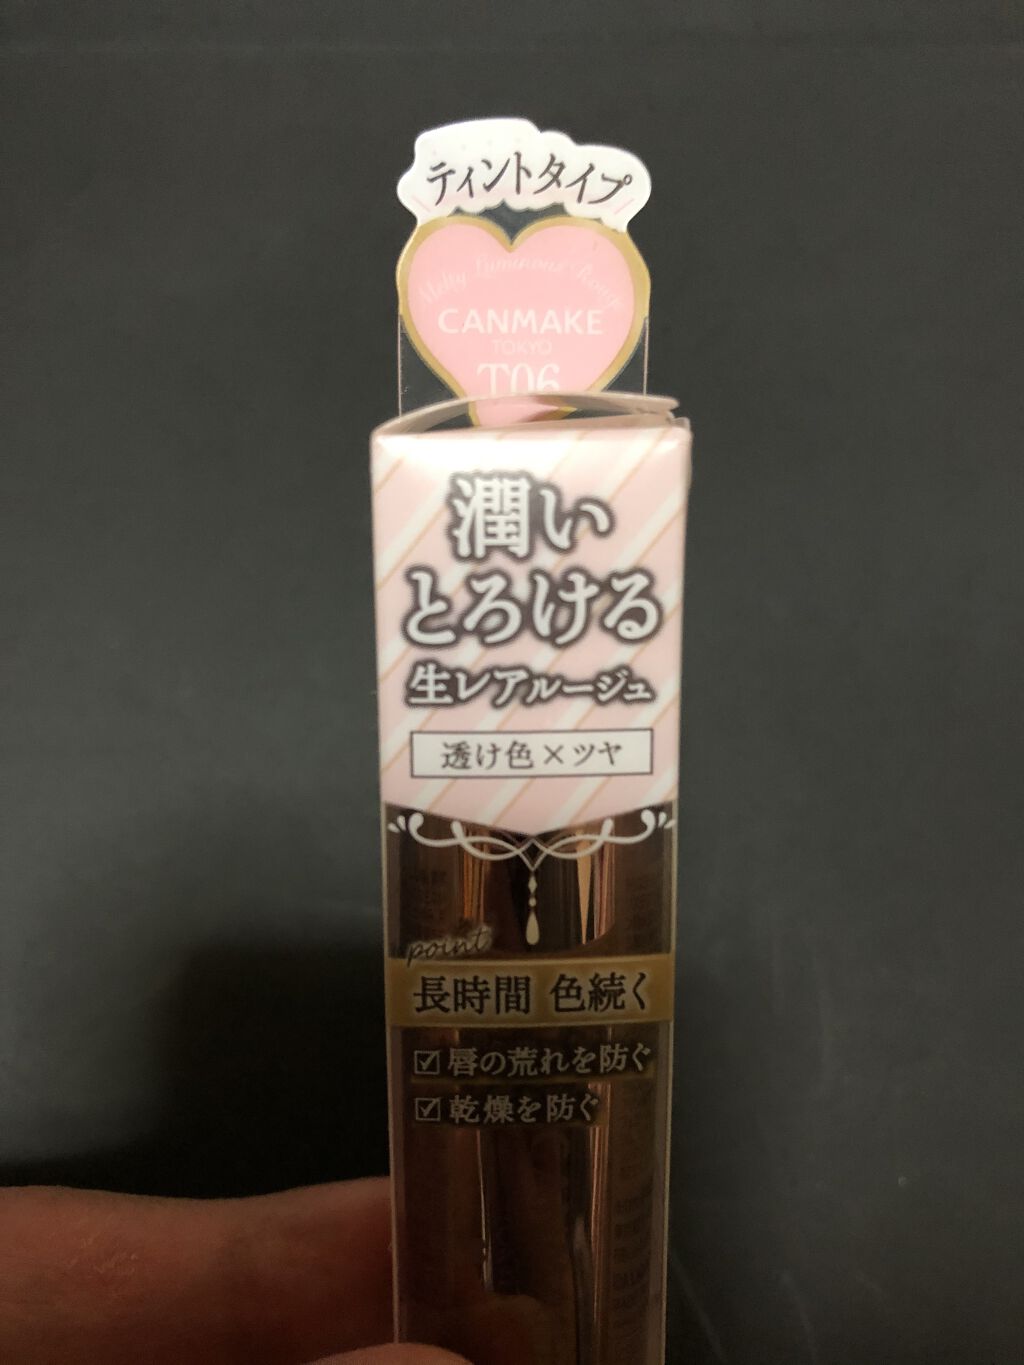 ティントタイプ
Melty Luminous Rouge
CANMAKE
TOKYO
T06
潤い
とろける
生レアルージュ
透け色×ツヤ
point
長時間 色続く
☑唇の荒れを防ぐ
☑乾燥を防ぐ